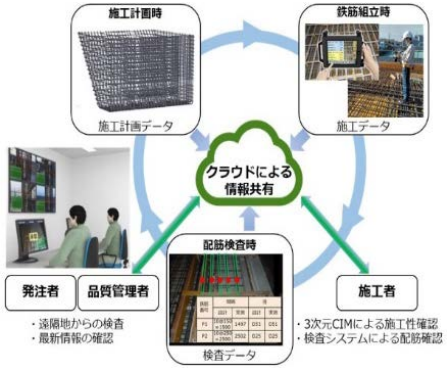 施工計画時
施工計画データ
鉄筋組立時
施工データ
クラウドによる
情報共有
配筋検査時
検査データ
発注者
品質管理者
・遠隔地からの検査
・最新情報の確認
施工者
・3次元CIMによる施工性確認
・検査システムによる配筋確認